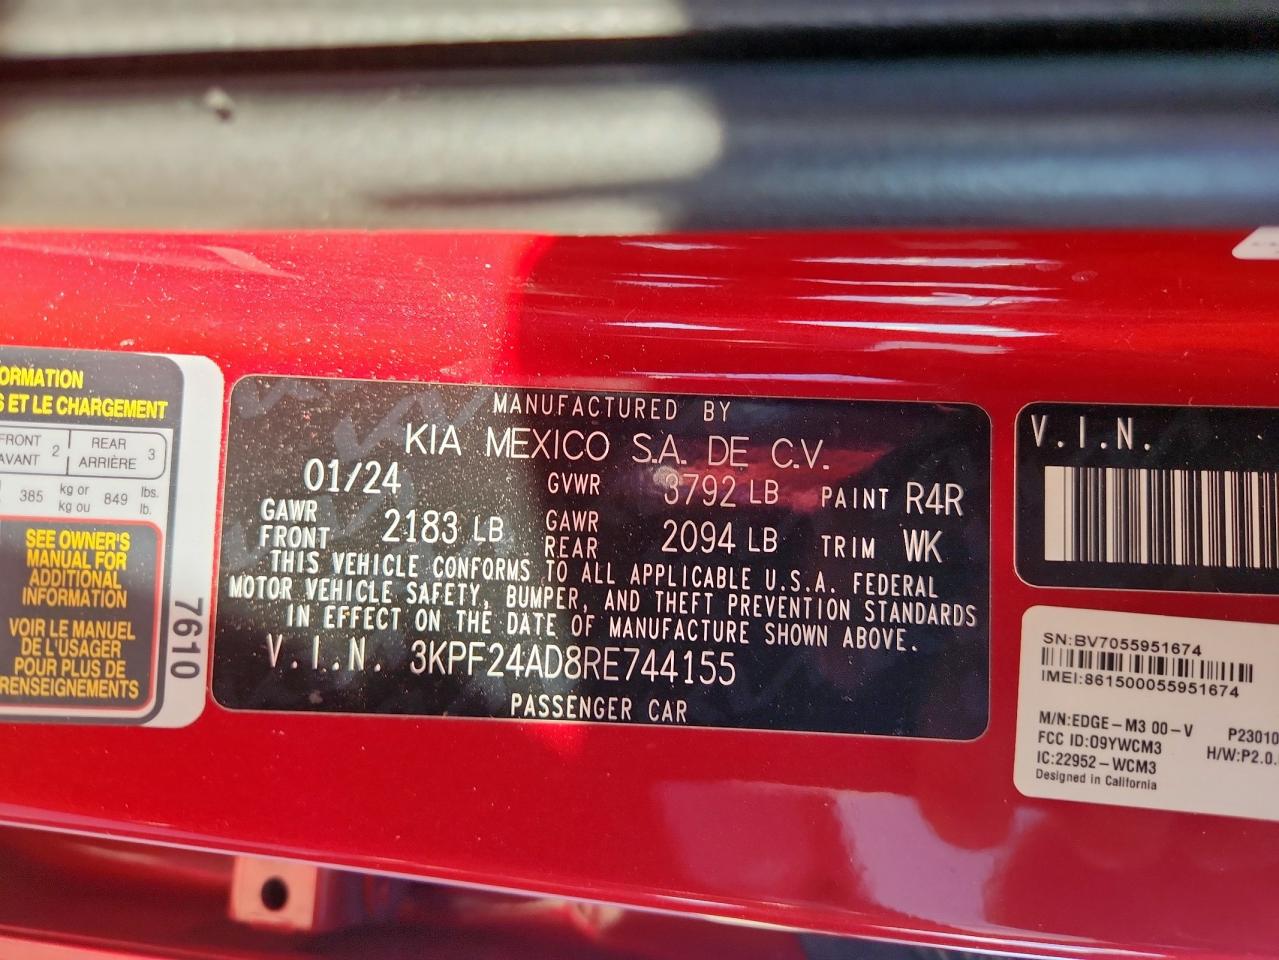 ORMATION
S ET LE CHARGEMENT
FRONT 2 REAR 3
AVANT ARRIÈRE
385 kg or 849 lbs.
kg ou lb.
SEE OWNER'S
MANUAL FOR
ADDITIONAL
INFORMATION
VOIR LE MANUEL
DE L'USAGER
POUR PLUS DE
RENSEIGNEMENTS
7610
MANUFACTURED BY
KIA MEXICO S.A. DE C.V.
01/24 GVWR 3792 LB PAINT R4R
GAWR FRONT 2183 LB GAWR REAR 2094 LB TRIM WK
THIS VEHICLE CONFORMS TO ALL APPLICABLE U.S.A. FEDERAL
MOTOR VEHICLE SAFETY, BUMPER, AND THEFT PREVENTION STANDARDS
IN EFFECT ON THE DATE OF MANUFACTURE SHOWN ABOVE.
V.I.N. 3KPF24AD8RE744155
PASSENGER CAR
V.I.N.
SN:BV7055951674
IMEI:861500055951674
M/N:EDGE-M3 00-V P23010
FCC ID:O9YWCM3 H/W:P2.0.
IC:22952-WCM3
Designed in California